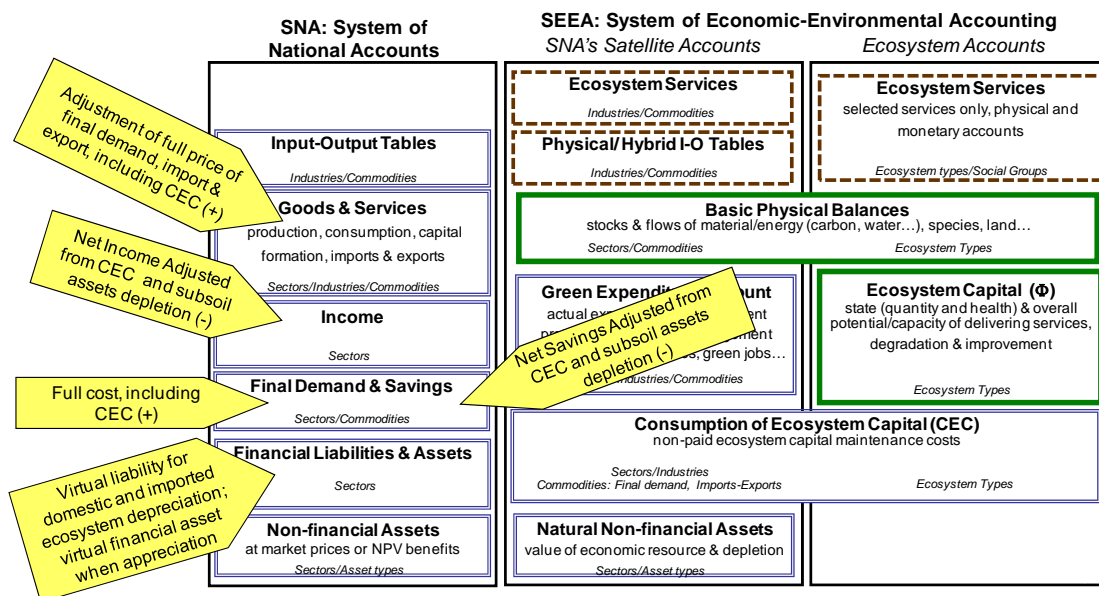 SNA: System of
National Accounts
SEEA: System of Economic-Environmental Accounting
SNA's Satellite Accounts
Ecosystem Accounts
Adjustment of full price of
final demand, import &
export, including CEC (+)
Net Income Adjusted
from CEC and subsoil
assets depletion (-)
Full cost, including
CEC (+)
Virtual liability for
domestic and imported
ecosystem depreciation;
virtual financial asset
when appreciation
Input-Output Tables
Industries/Commodities
Goods & Services
production, consumption, capital
formation, imports & exports
Sectors/Industries/Commodities
Income
Sectors
Final Demand & Savings
Sectors/Commodities
Financial Liabilities & Assets
Sectors
Non-financial Assets
at market prices or NPV benefits
Sectors/Asset types
Ecosystem Services
Industries/Commodities
Physical/ Hybrid I-O Tables
Industries/Commodities
Ecosystem Services
selected services only, physical and
monetary accounts
Ecosystem types/Social Groups
Basic Physical Balances
stocks & flows of material/energy (carbon, water…), species, land…
Sectors/Commodities
Ecosystem Types
Green
actual
green jobs…
Industries/Commodities
Net Savings Adjusted from
CEC and subsoil assets
depletion (-)
Ecosystem Capital (Φ)
state (quantity and health) & overall
potential/capacity of delivering services,
degradation & improvement
Ecosystem Types
Consumption of Ecosystem Capital (CEC)
non-paid ecosystem capital maintenance costs
Sectors/Industries
Commodities: Final demand, Imports-Exports
Ecosystem Types
Natural Non-financial Assets
value of economic resource & depletion
Sectors/Asset types